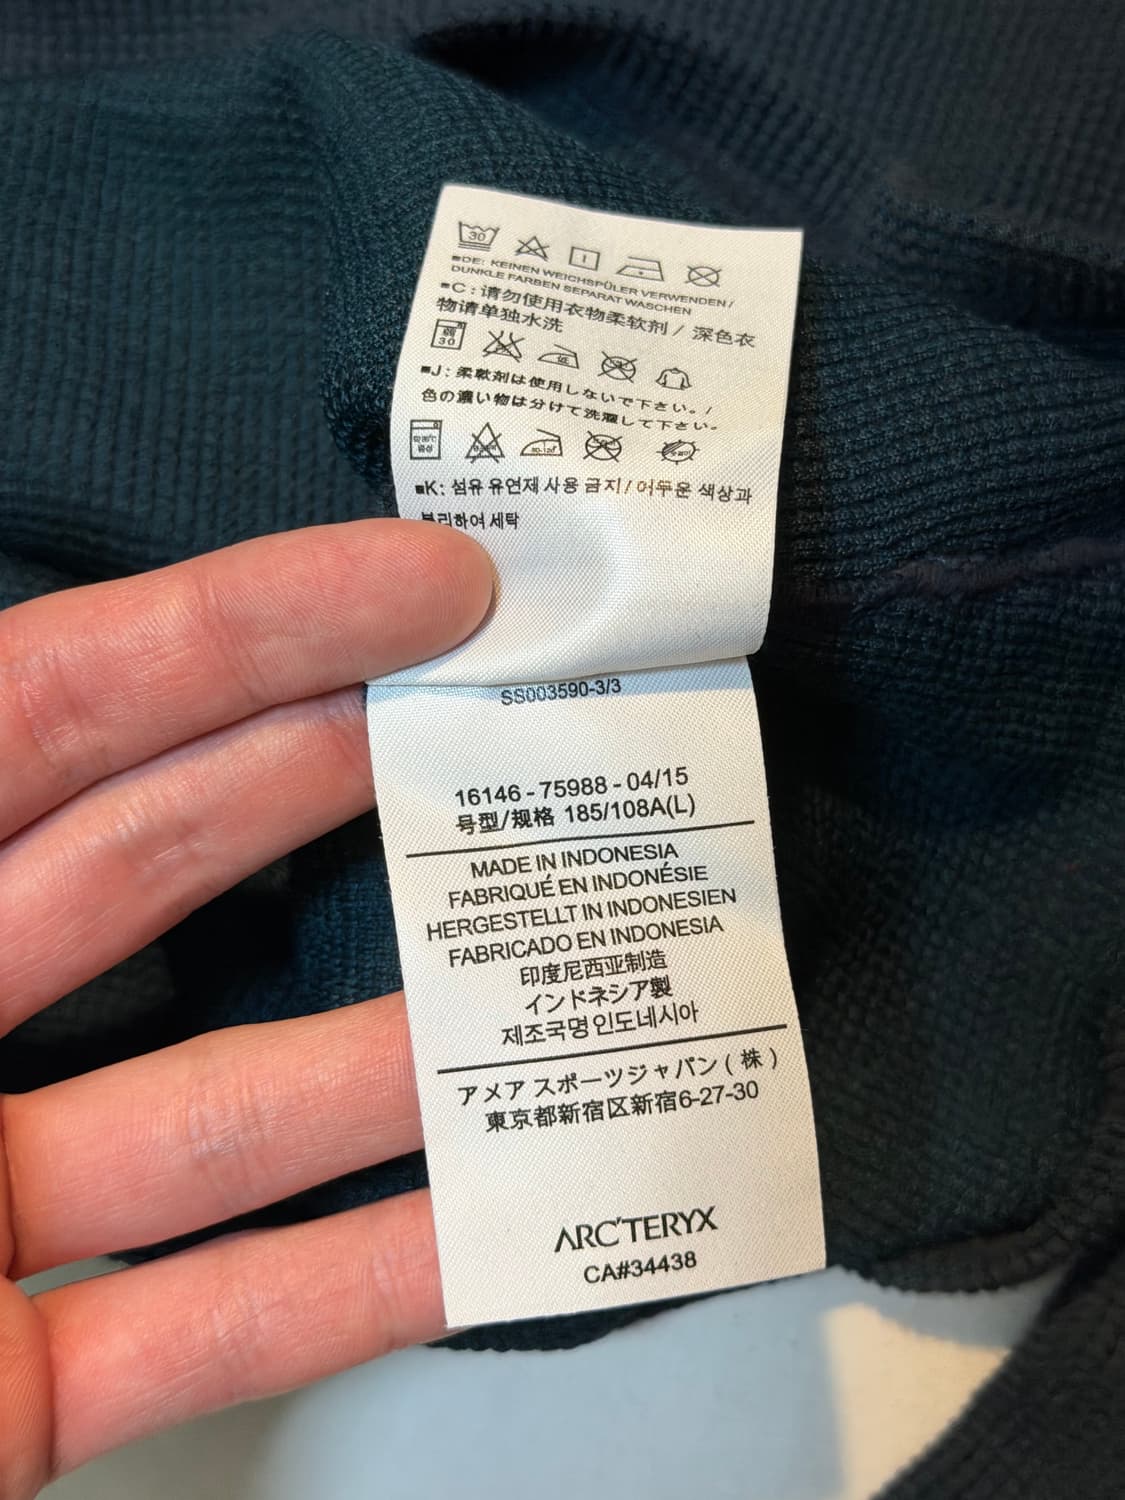 30
■DE: KEINEN WEICHSPÜLER VERWENDEN /
DUNKLE FARBEN SEPARAT WASCHEN
■C : 请勿使用衣物柔软剂 / 深色衣
物请单独水洗
弱
30
低
■J: 柔軟剤は使用しないで下さい。/
色の濃い物は分けて洗濯して下さい。
80-120°
■K: 섬유 유연제 사용 금지 / 어두운 색상과
분리하여 세탁
SS003590-3/3
16146 - 75988 - 04/15
号型/规格 185/108A(L)
MADE IN INDONESIA
FABRIQUÉ EN INDONÉSIE
HERGESTELLT IN INDONESIEN
FABRICADO EN INDONESIA
印度尼西亚制造
インドネシア製
제조국명 인도네시아
アメア スポーツジャパン ( 株 )
東京都新宿区新宿6-27-30
ARC'TERYX
CA#34438